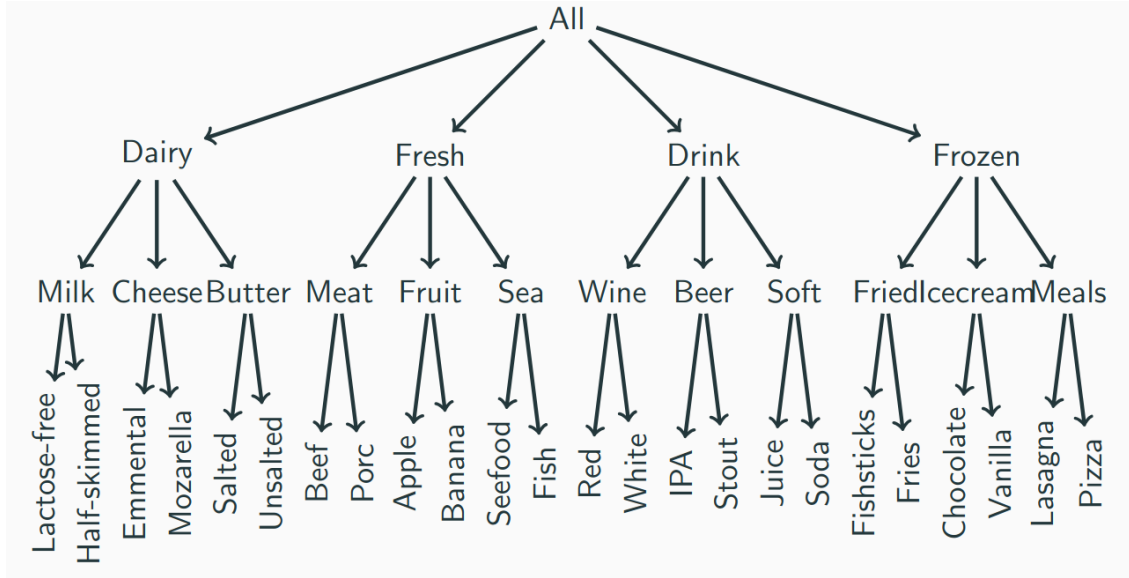 All
Dairy Fresh Drink Frozen
Milk Cheese Butter Meat Fruit Sea Wine Beer Soft Fried Icecream Meals
Lactose-free
Half-skimmed
Emmental
Mozarella
Salted
Unsalted
Beef
Porc
Apple
Banana
Seefood
Fish
Red
White
IPA
Stout
Juice
Soda
Fishsticks
Fries
Chocolate
Vanilla
Lasagna
Pizza